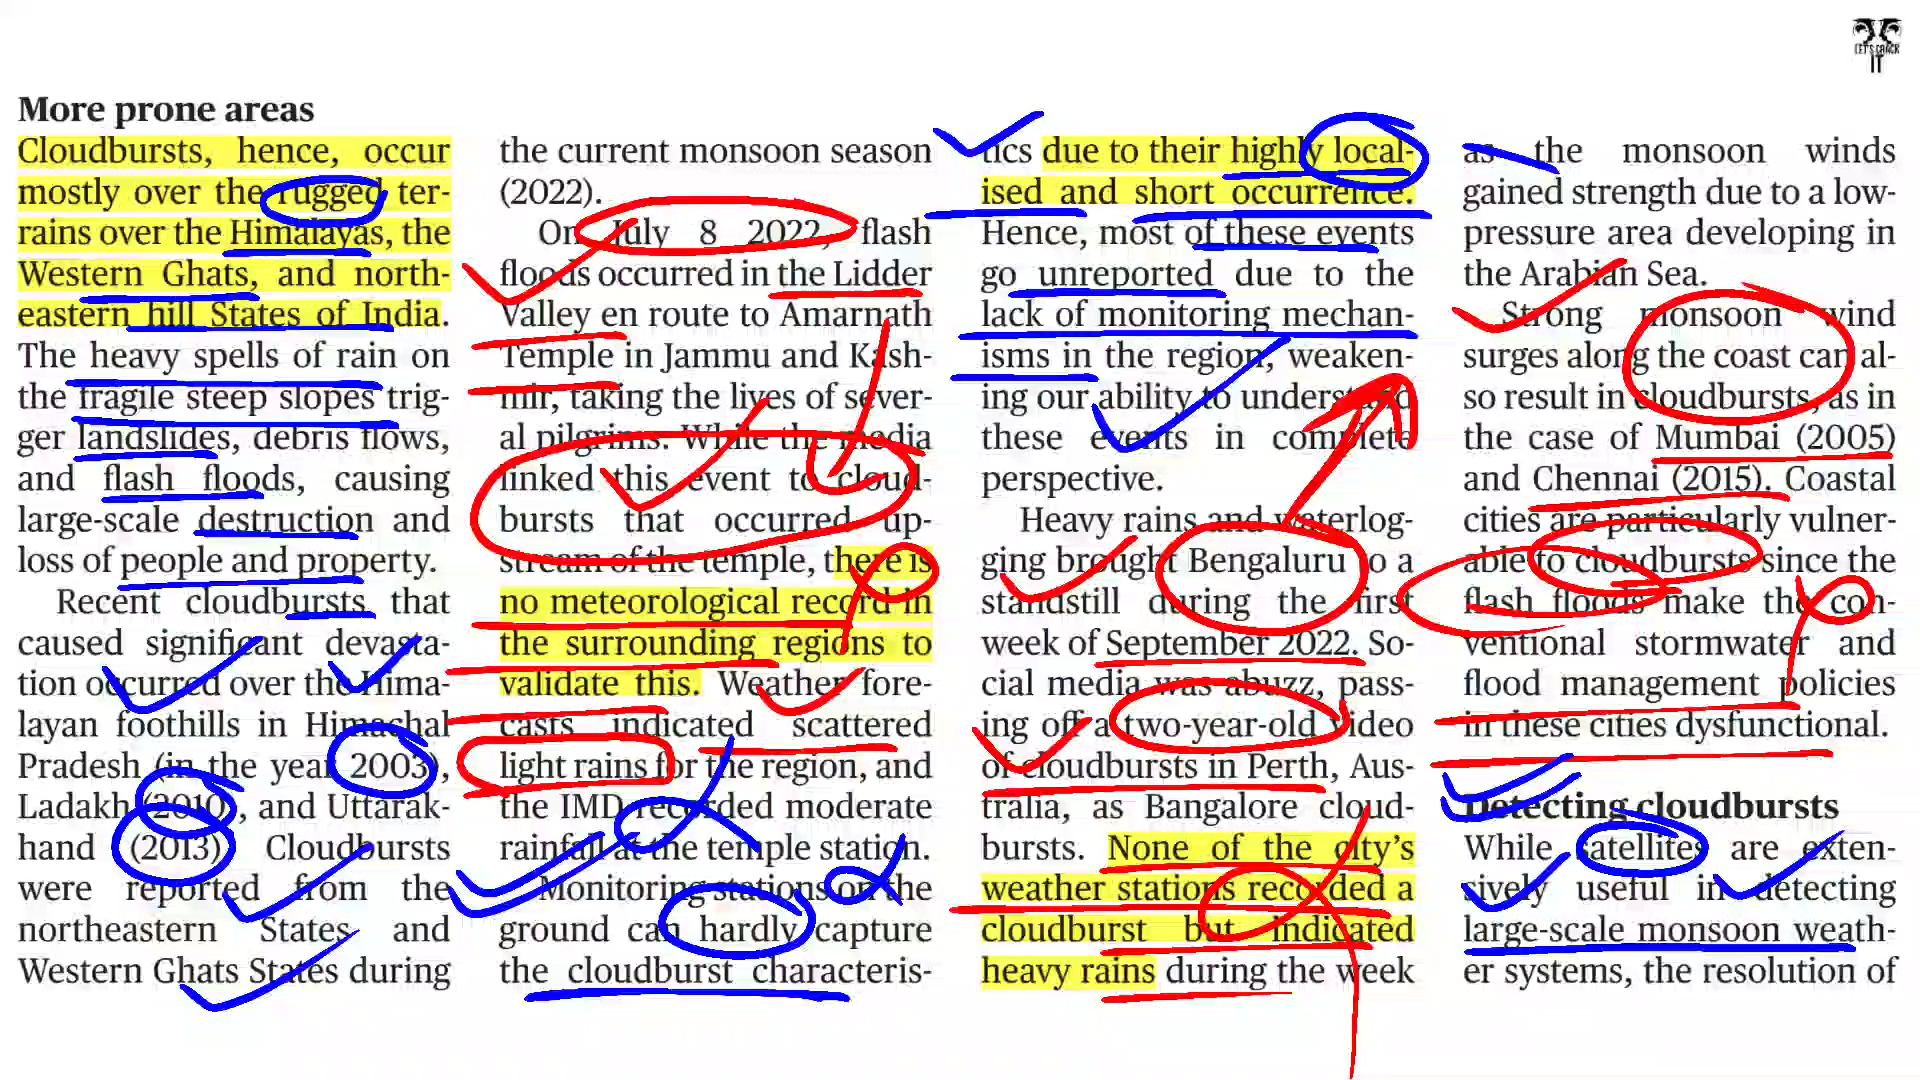 LET'S CRACK
IT
More prone areas
Cloudbursts, hence, occur
mostly over the rugged ter-
rains over the Himalayas, the
Western Ghats, and north-
eastern hill States of India.
The heavy spells of rain on
the fragile steep slopes trig-
ger landslides, debris flows,
and flash floods, causing
large-scale destruction and
loss of people and property.
Recent cloudbursts that
caused significant devasta-
tion occurred over the Hima-
layan foothills in Himachal
Pradesh (in the year 2003),
Ladakh (2010), and Uttarak-
hand (2013). Cloudbursts
were reported from the
northeastern States and
Western Ghats States during
the current monsoon season
(2022).
On July 8 2022, flash
floods occurred in the Lidder
Valley en route to Amarnath
Temple in Jammu and Kash-
mir, taking the lives of sever-
al pilgrims. While the media
linked this event to cloud-
bursts that occurred up-
stream of the temple, there is
no meteorological record in
the surrounding regions to
validate this. Weather fore-
casts indicated scattered
light rains for the region, and
the IMD recorded moderate
rainfall at the temple station.
Monitoring stations on the
ground can hardly capture
the cloudburst characteris-
tics due to their highly local-
ised and short occurrence.
Hence, most of these events
go unreported due to the
lack of monitoring mechan-
isms in the region, weaken-
ing our ability to understand
these events in complete
perspective.
Heavy rains and waterlog-
ging brought Bengaluru to a
standstill during the first
week of September 2022. So-
cial media was abuzz, pass-
ing off a two-year-old video
of cloudbursts in Perth, Aus-
tralia, as Bangalore cloud-
bursts. None of the city's
weather stations recorded a
cloudburst but indicated
heavy rains during the week
as the monsoon winds
gained strength due to a low-
pressure area developing in
the Arabian Sea.
Strong monsoon wind
surges along the coast can al-
so result in cloudbursts, as in
the case of Mumbai (2005)
and Chennai (2015). Coastal
cities are particularly vulner-
able to cloudbursts since the
flash floods make the con-
ventional stormwater and
flood management policies
in these cities dysfunctional.
Detecting cloudbursts
While satellites are exten-
sively useful in detecting
large-scale monsoon weath-
er systems, the resolution of